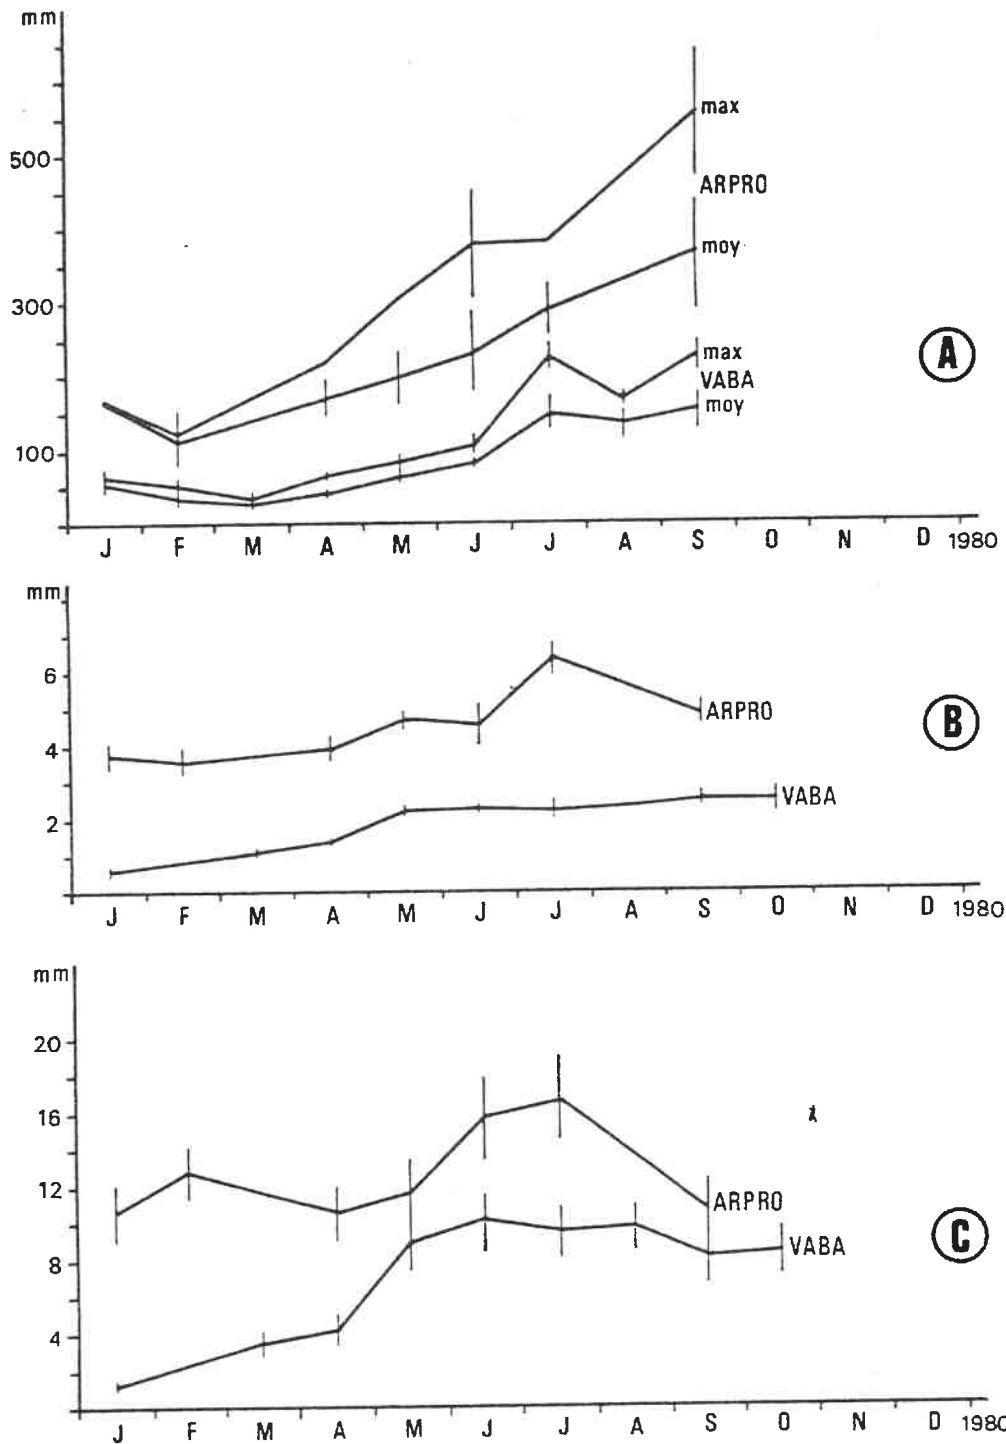 mm
max
500
ARPRO
moy
300
max
A
VABA
moy
100
J F M A M J J A S O N D 1980
mm
6
ARPRO
B
4
VABA
2
J F M A M J J A S O N D 1980
mm
20
16
12
ARPRO
C
VABA
8
4
J F M A M J J A S O N D 1980